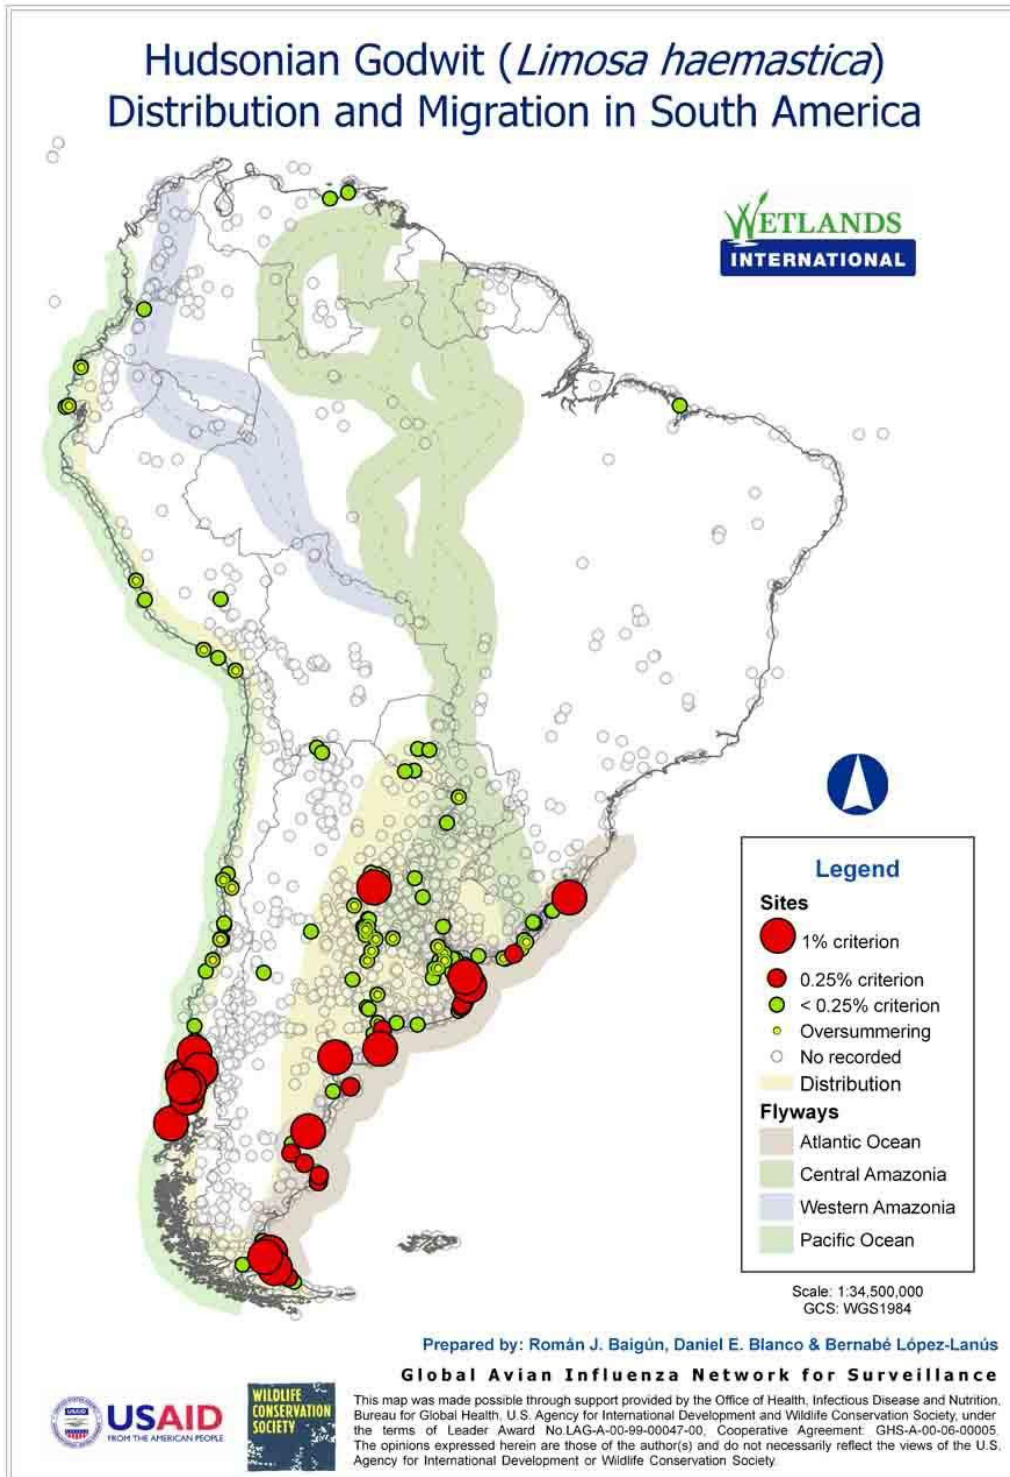 Hudsonian Godwit (Limosa haemastica)
Distribution and Migration in South America
WETLANDS
INTERNATIONAL
Legend
Sites
1% criterion
0.25% criterion
< 0.25% criterion
Oversummering
No recorded
Distribution
Flyways
Atlantic Ocean
Central Amazonia
Western Amazonia
Pacific Ocean
Scale: 1:34,500,000
GCS: WGS1984
Prepared by: Román J. Baigún, Daniel E. Blanco & Bernabé López-Lanús
Global Avian Influenza Network for Surveillance
USAID
FROM THE AMERICAN PEOPLE
WILDLIFE
CONSERVATION
SOCIETY
This map was made possible through support provided by the Office of Health, Infectious Disease and Nutrition,
Bureau for Global Health, U.S. Agency for International Development and Wildlife Conservation Society, under
the terms of Leader Award No.LAG-A-00-99-00047-00, Cooperative Agreement: GHS-A-00-06-00005.
The opinions expressed herein are those of the author(s) and do not necessarily reflect the views of the U.S.
Agency for International Development or Wildlife Conservation Society.